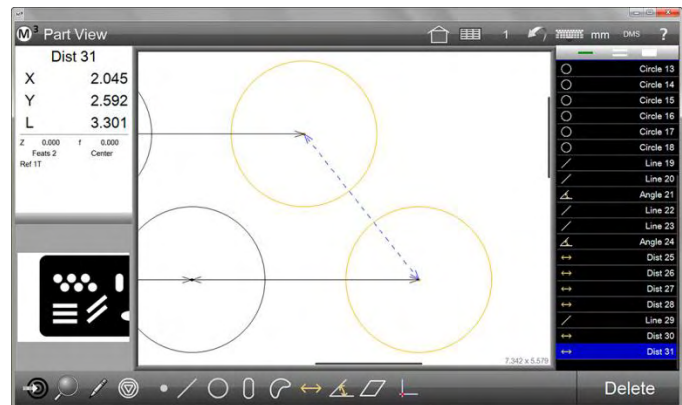 M³ Part View
1
mm
DMS
?
Dist 31
X 2.045
Y 2.592
L 3.301
Z 0.000 f 0.000
Feats 2 Center
Ref 1T
7.342 x 5.579
Circle 13
Circle 14
Circle 15
Circle 16
Circle 17
Circle 18
Line 19
Line 20
Angle 21
Line 22
Line 23
Angle 24
Dist 25
Dist 26
Dist 27
Dist 28
Line 29
Dist 30
Dist 31
Delete